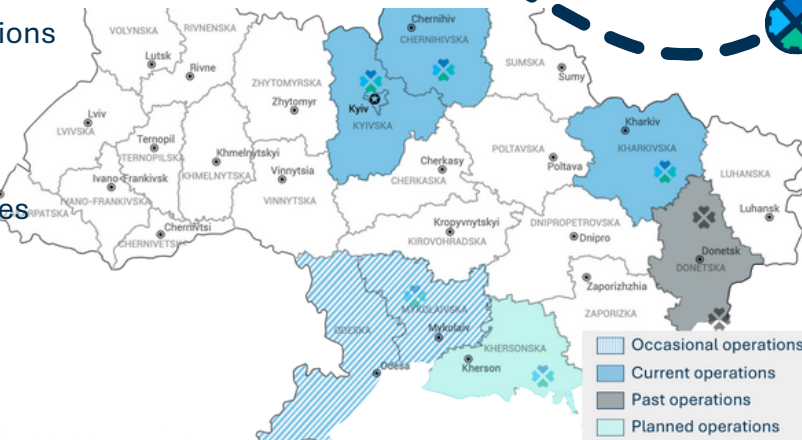 ions
es
VOLYNSKA
RIVNENSKA
Lutsk
Rivne
ZHYTOMYRSKA
Zhytomyr
Kyiv
KYIVSKA
Chernihiv
CHERNIHIVSKA
SUMSKA
Sumy
Lviv
LVIVSKA
Ternopil
TERNOPILSKA
Khmelnytskyi
KHMELNYTSKA
Ivano-Frankivsk
IVANO-FRANKIVSKA
RPATSKA
Chernivtsi
CHERNIVETSKA
Vinnytsia
VINNYTSKA
Cherkasy
CHERKASKA
POLTAVSKA
Poltava
Kharkiv
KHARKIVSKA
LUHANSKA
Luhansk
Kropyvnytskyi
KIROVOHRADSKA
DNIPROPETROVSKA
Dnipro
Donetsk
DONETSKA
Zaporizhzhia
ZAPORIZKA
ODESKA
Odesa
MYKOLAIVSKA
Mykolaiv
KHERSONSKA
Kherson
Occasional operations
Current operations
Past operations
Planned operations